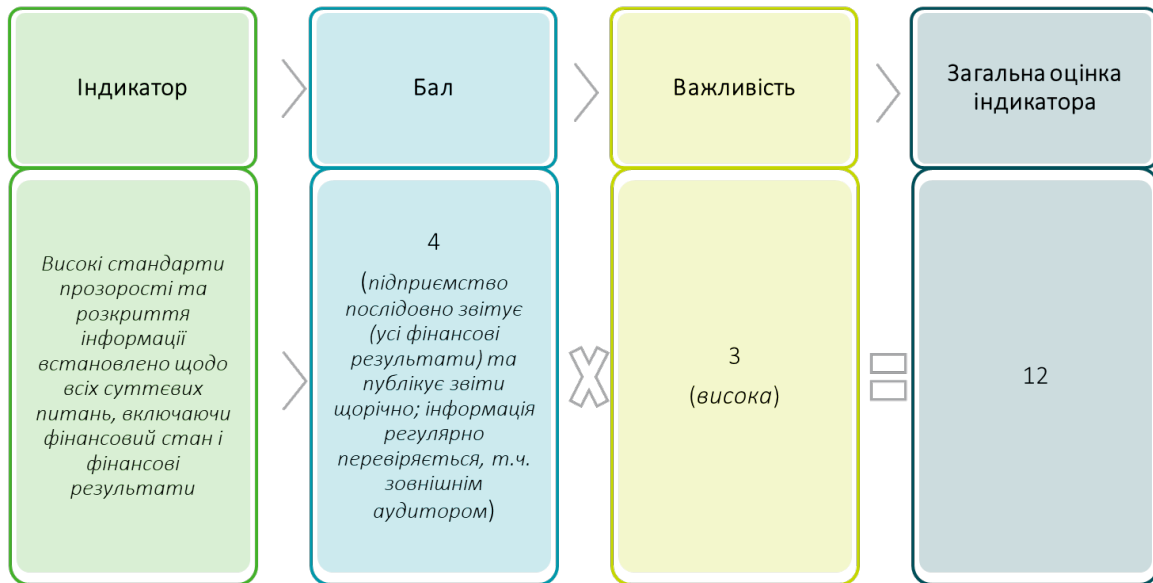 Індикатор
Бал
Важливість
Загальна оцінка
індикатора
Високі стандарти
прозорості та
розкриття
інформації
встановлено щодо
всіх суттєвих
питань, включаючи
фінансовий стан і
фінансові
результати
4
(підприємство
послідовно звітує
(усі фінансові
результати) та
публікує звіти
щорічно; інформація
регулярно
перевіряється, т.ч.
зовнішнім
аудитором)
3
(висока)
12